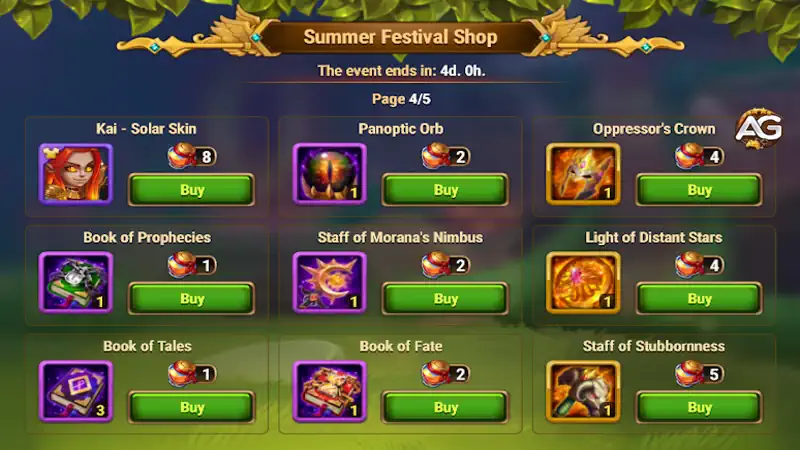 Summer Festival Shop
The event ends in: 4d. 0h.
Page 4/5
AG
Kai - Solar Skin
8
Buy
Panoptic Orb
1
2
Buy
Oppressor's Crown
1
4
Buy
Book of Prophecies
1
1
Buy
Staff of Morana's Nimbus
1
2
Buy
Light of Distant Stars
1
4
Buy
Book of Tales
3
1
Buy
Book of Fate
1
2
Buy
Staff of Stubbornness
1
5
Buy